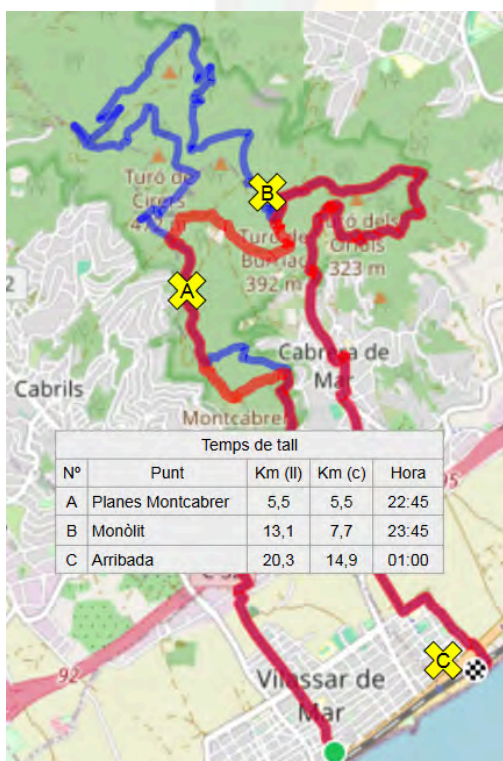 B
Turó de
Cirers
Turó dels
Oriols
323 m
Turó de
Burriac
392 m
A
2
Cabrera de
Mar
Cabrils
Montcabrer
Temps de tall
Nº Punt Km (ll) Km (c) Hora
A Planes Montcabrer 5,5 5,5 22:45
B Monòlit 13,1 7,7 23:45
C Arribada 20,3 14,9 01:00
C
92
Vilassar de
Mar